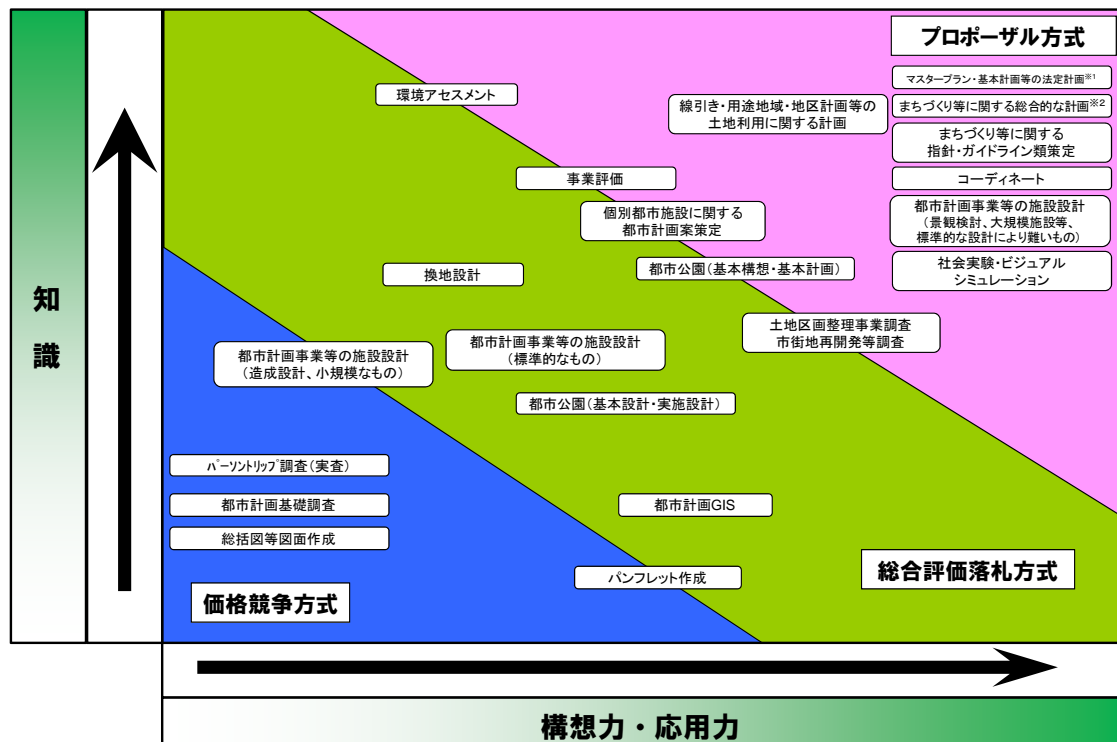 プロポーザル方式
マスタープラン・基本計画等の法定計画※1
環境アセスメント
線引き・用途地域・地区計画等の
土地利用に関する計画
まちづくり等に関する総合的な計画※2
まちづくり等に関する
指針・ガイドライン類策定
事業評価
コーディネート
個別都市施設に関する
都市計画案策定
都市計画事業等の施設設計
(景観検討、大規模施設等、
標準的な設計により難いもの)
換地設計
都市公園(基本構想・基本計画)
社会実験・ビジュアル
シミュレーション
知
識
都市計画事業等の施設設計
(造成設計、小規模なもの)
都市計画事業等の施設設計
(標準的なもの)
土地区画整理事業調査
市街地再開発等調査
都市公園(基本設計・実施設計)
パーソントリップ調査(実査)
都市計画基礎調査
都市計画GIS
総括図等図面作成
パンフレット作成
総合評価落札方式
価格競争方式
構想力・応用力